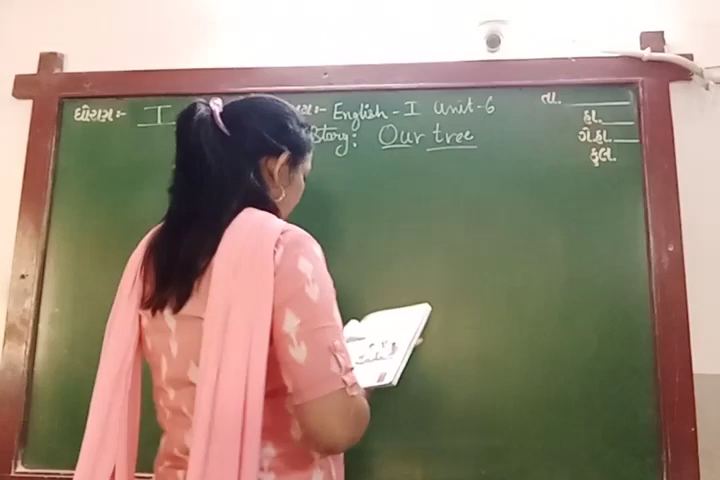 ધોરણઃ- I ઃ- English - I Unit-6 તા.
Story: Our tree હા.
ગે.હા.
કુલ.